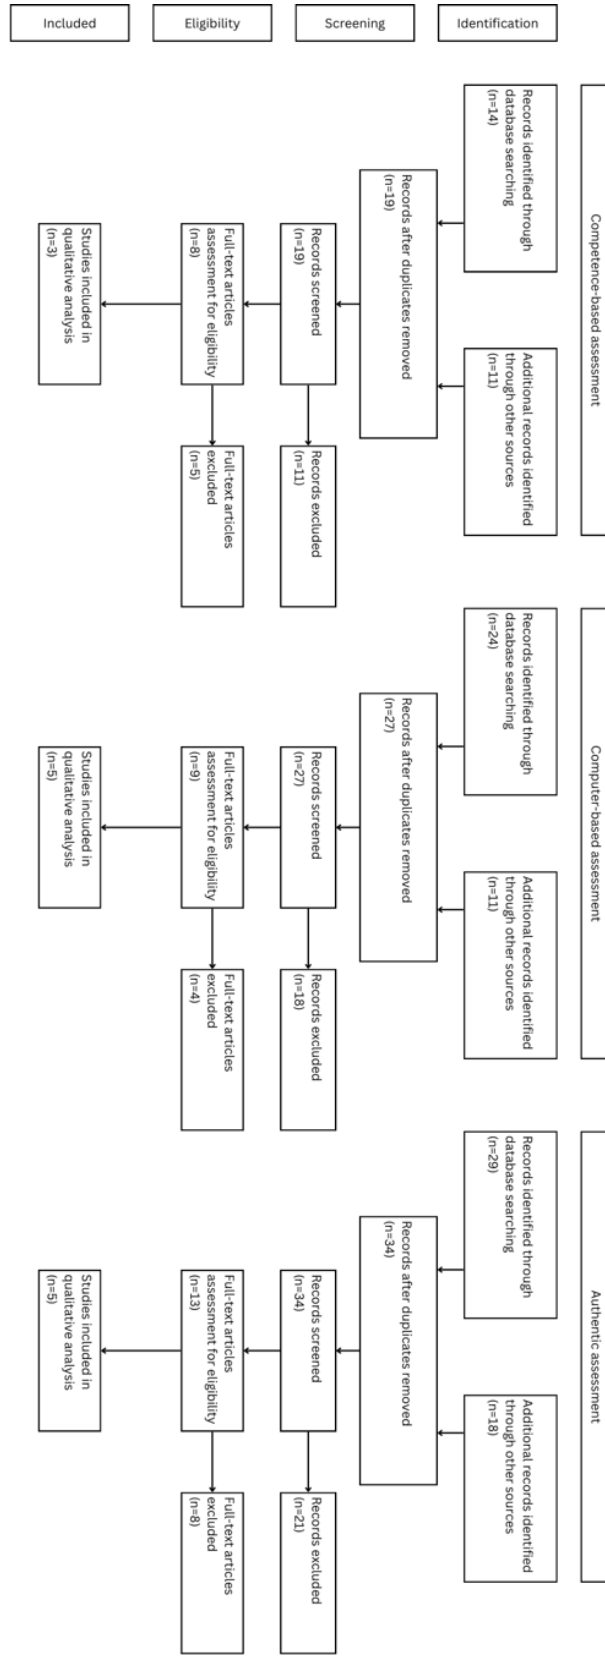 Included
Eligibility
Screening
Identification
Competence-based assessment
Records identified through
database searching
(n=14)
Additional records identified
through other sources
(n=11)
Records after duplicates removed
(n=19)
Records screened
(n=19)
Records excluded
(n=11)
Full-text articles
assessment for eligibility
(n=8)
Full-text articles
excluded
(n=5)
Studies included in
qualitative analysis
(n=3)
Computer-based assessment
Records identified through
database searching
(n=24)
Additional records identified
through other sources
(n=11)
Records after duplicates removed
(n=27)
Records screened
(n=27)
Records excluded
(n=18)
Full-text articles
assessment for eligibility
(n=9)
Full-text articles
excluded
(n=4)
Studies included in
qualitative analysis
(n=5)
Authentic assessment
Records identified through
database searching
(n=29)
Additional records identified
through other sources
(n=18)
Records after duplicates removed
(n=34)
Records screened
(n=34)
Records excluded
(n=21)
Full-text articles
assessment for eligibility
(n=13)
Full-text articles
excluded
(n=8)
Studies included in
qualitative analysis
(n=5)